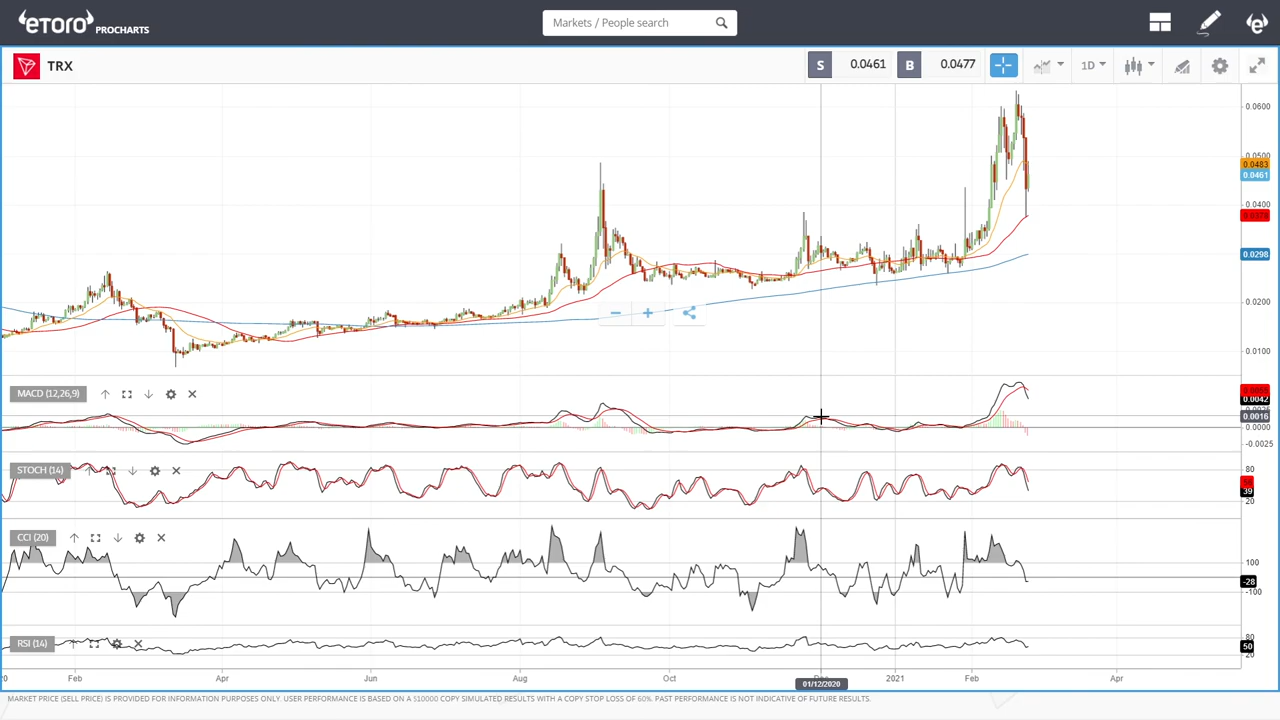 eToro PROCHARTS
Markets / People search
TRX
S 0.0461 B 0.0477 1D
0.0600
0.0500
0.0483
0.0461
0.0400
0.0298
0.0200
0.0100
MACD (12,26,9)
0.0042
0.0016
0.0000
-0.0025
STOCH (14)
80
39
20
CCI (20)
100
-28
-100
RSI (14)
80
50
20
Feb Apr Jun Aug Oct 2021 Feb Apr
01/12/2020
MARKET PRICE (SELL PRICE) IS PROVIDED FOR INFORMATION PURPOSES ONLY. USER PERFORMANCE IS BASED ON A $10000 COPY SIMULATED RESULTS WITH A COPY STOP LOSS OF 60%. PAST PERFORMANCE IS NOT INDICATIVE OF FUTURE RESULTS.